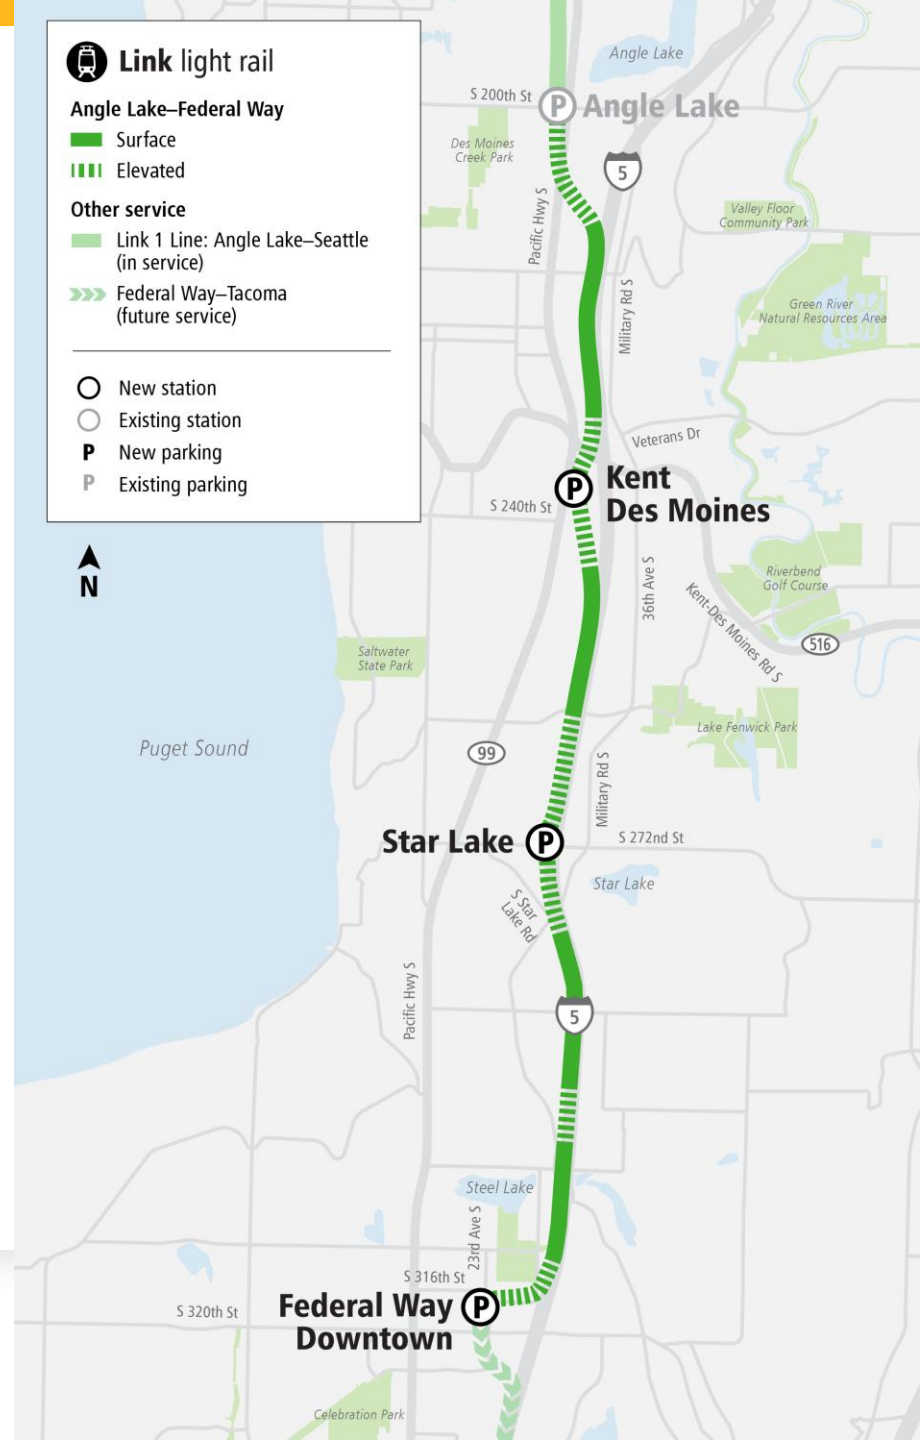 Link light rail
Angle Lake–Federal Way
Surface
Elevated
Other service
Link 1 Line: Angle Lake–Seattle
(in service)
Federal Way–Tacoma
(future service)
New station
Existing station
P New parking
P Existing parking
N
Angle Lake
S 200th St
P Angle Lake
Des Moines
Creek Park
5
Pacific Hwy S
Valley Floor
Community Park
Military Rd S
Green River
Natural Resources Area
Veterans Dr
P Kent
Des Moines
S 240th St
36th Ave S
Riverbend
Golf Course
Kent-Des Moines Rd S
516
Saltwater
State Park
Lake Fenwick Park
Puget Sound
99
Military Rd S
Star Lake P
S 272nd St
Star Lake
S Star
Lake Rd
Pacific Hwy S
5
Steel Lake
23rd Ave S
S 316th St
S 320th St
Federal Way P
Downtown
Celebration Park